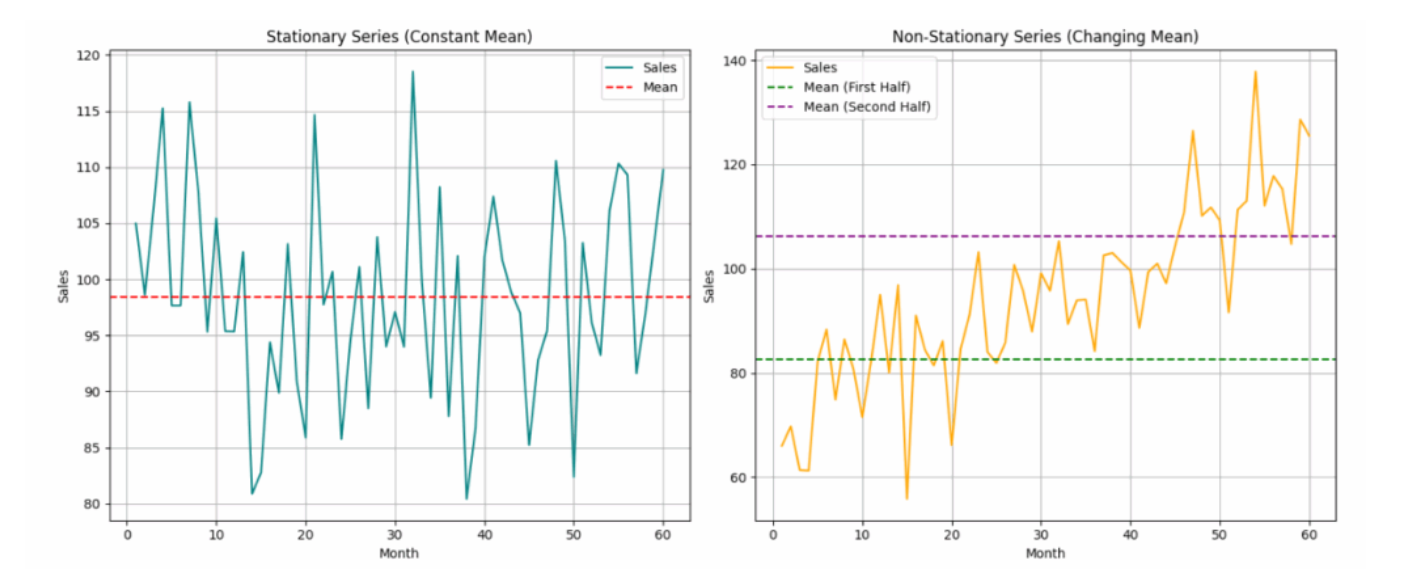 Stationary Series (Constant Mean)
120
115
110
105
100
95
90
85
80
Sales
0 10 20 30 40 50 60
Month
Sales
Mean
Non-Stationary Series (Changing Mean)
140
120
100
80
60
Sales
0 10 20 30 40 50 60
Month
Sales
Mean (First Half)
Mean (Second Half)